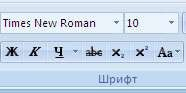 Times New Roman 10
Ж К Ч abc x₂ x² Aa
Шрифт